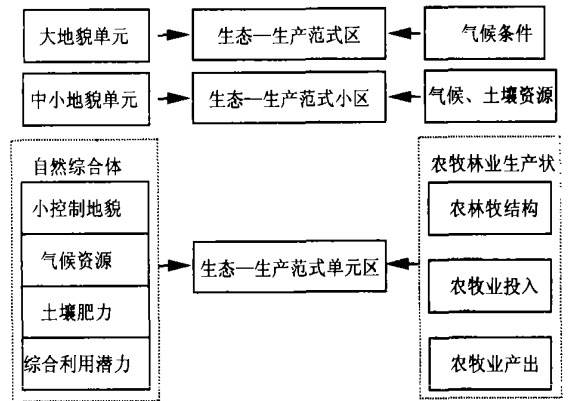 大地貌单元
生态—生产范式区
气候条件
中小地貌单元
生态—生产范式小区
气候、土壤资源
自然综合体
小控制地貌
气候资源
土壤肥力
综合利用潜力
生态—生产范式单元区
农牧林业生产状
农林牧结构
农牧业投入
农牧业产出